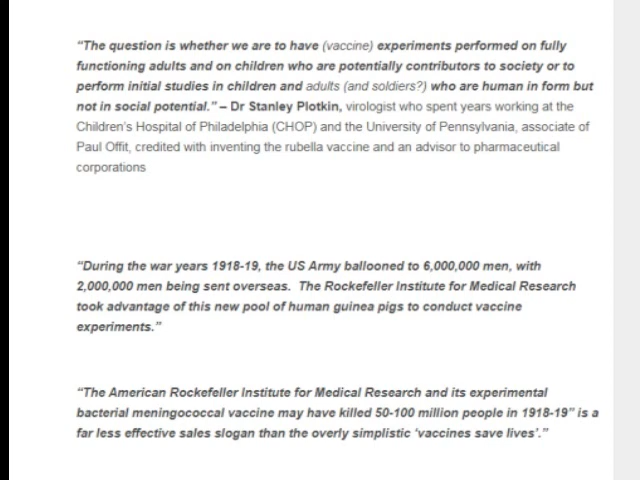 “The question is whether we are to have (vaccine) experiments performed on fully
functioning adults and on children who are potentially contributors to society or to
perform initial studies in children and adults (and soldiers?) who are human in form but
not in social potential.” – Dr Stanley Plotkin, virologist who spent years working at the
Children’s Hospital of Philadelphia (CHOP) and the University of Pennsylvania, associate of
Paul Offit, credited with inventing the rubella vaccine and an advisor to pharmaceutical
corporations
“During the war years 1918-19, the US Army ballooned to 6,000,000 men, with
2,000,000 men being sent overseas.  The Rockefeller Institute for Medical Research
took advantage of this new pool of human guinea pigs to conduct vaccine
experiments.”
“The American Rockefeller Institute for Medical Research and its experimental
bacterial meningococcal vaccine may have killed 50-100 million people in 1918-19” is a
far less effective sales slogan than the overly simplistic ‘vaccines save lives’.”